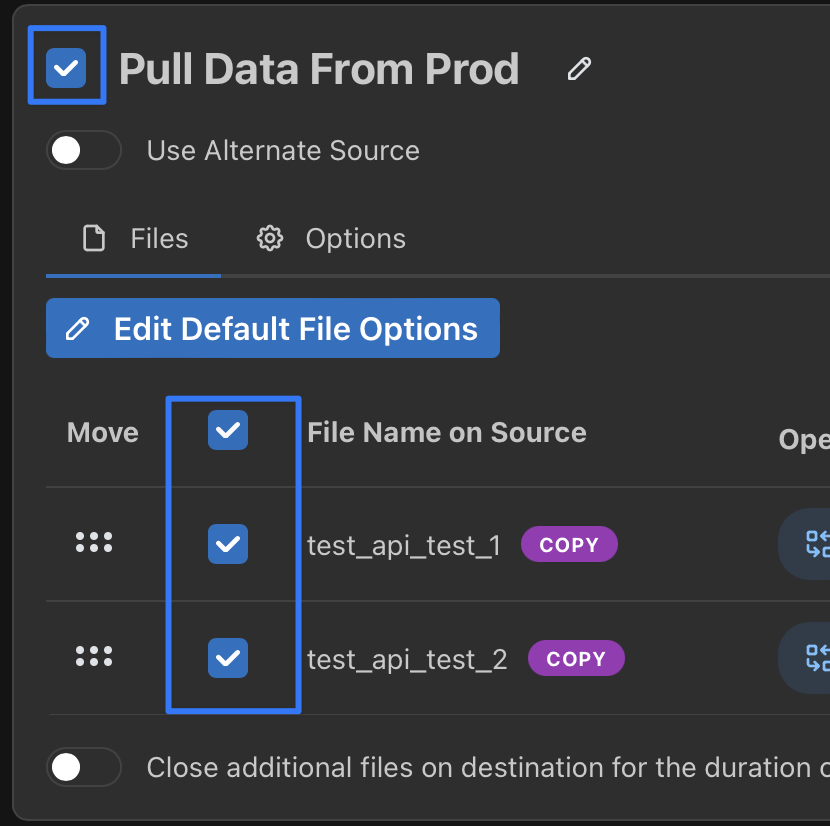 Pull Data From Prod
Use Alternate Source
Files Options
Edit Default File Options
Move File Name on Source
test_api_test_1 COPY
test_api_test_2 COPY
Close additional files on destination for the duration